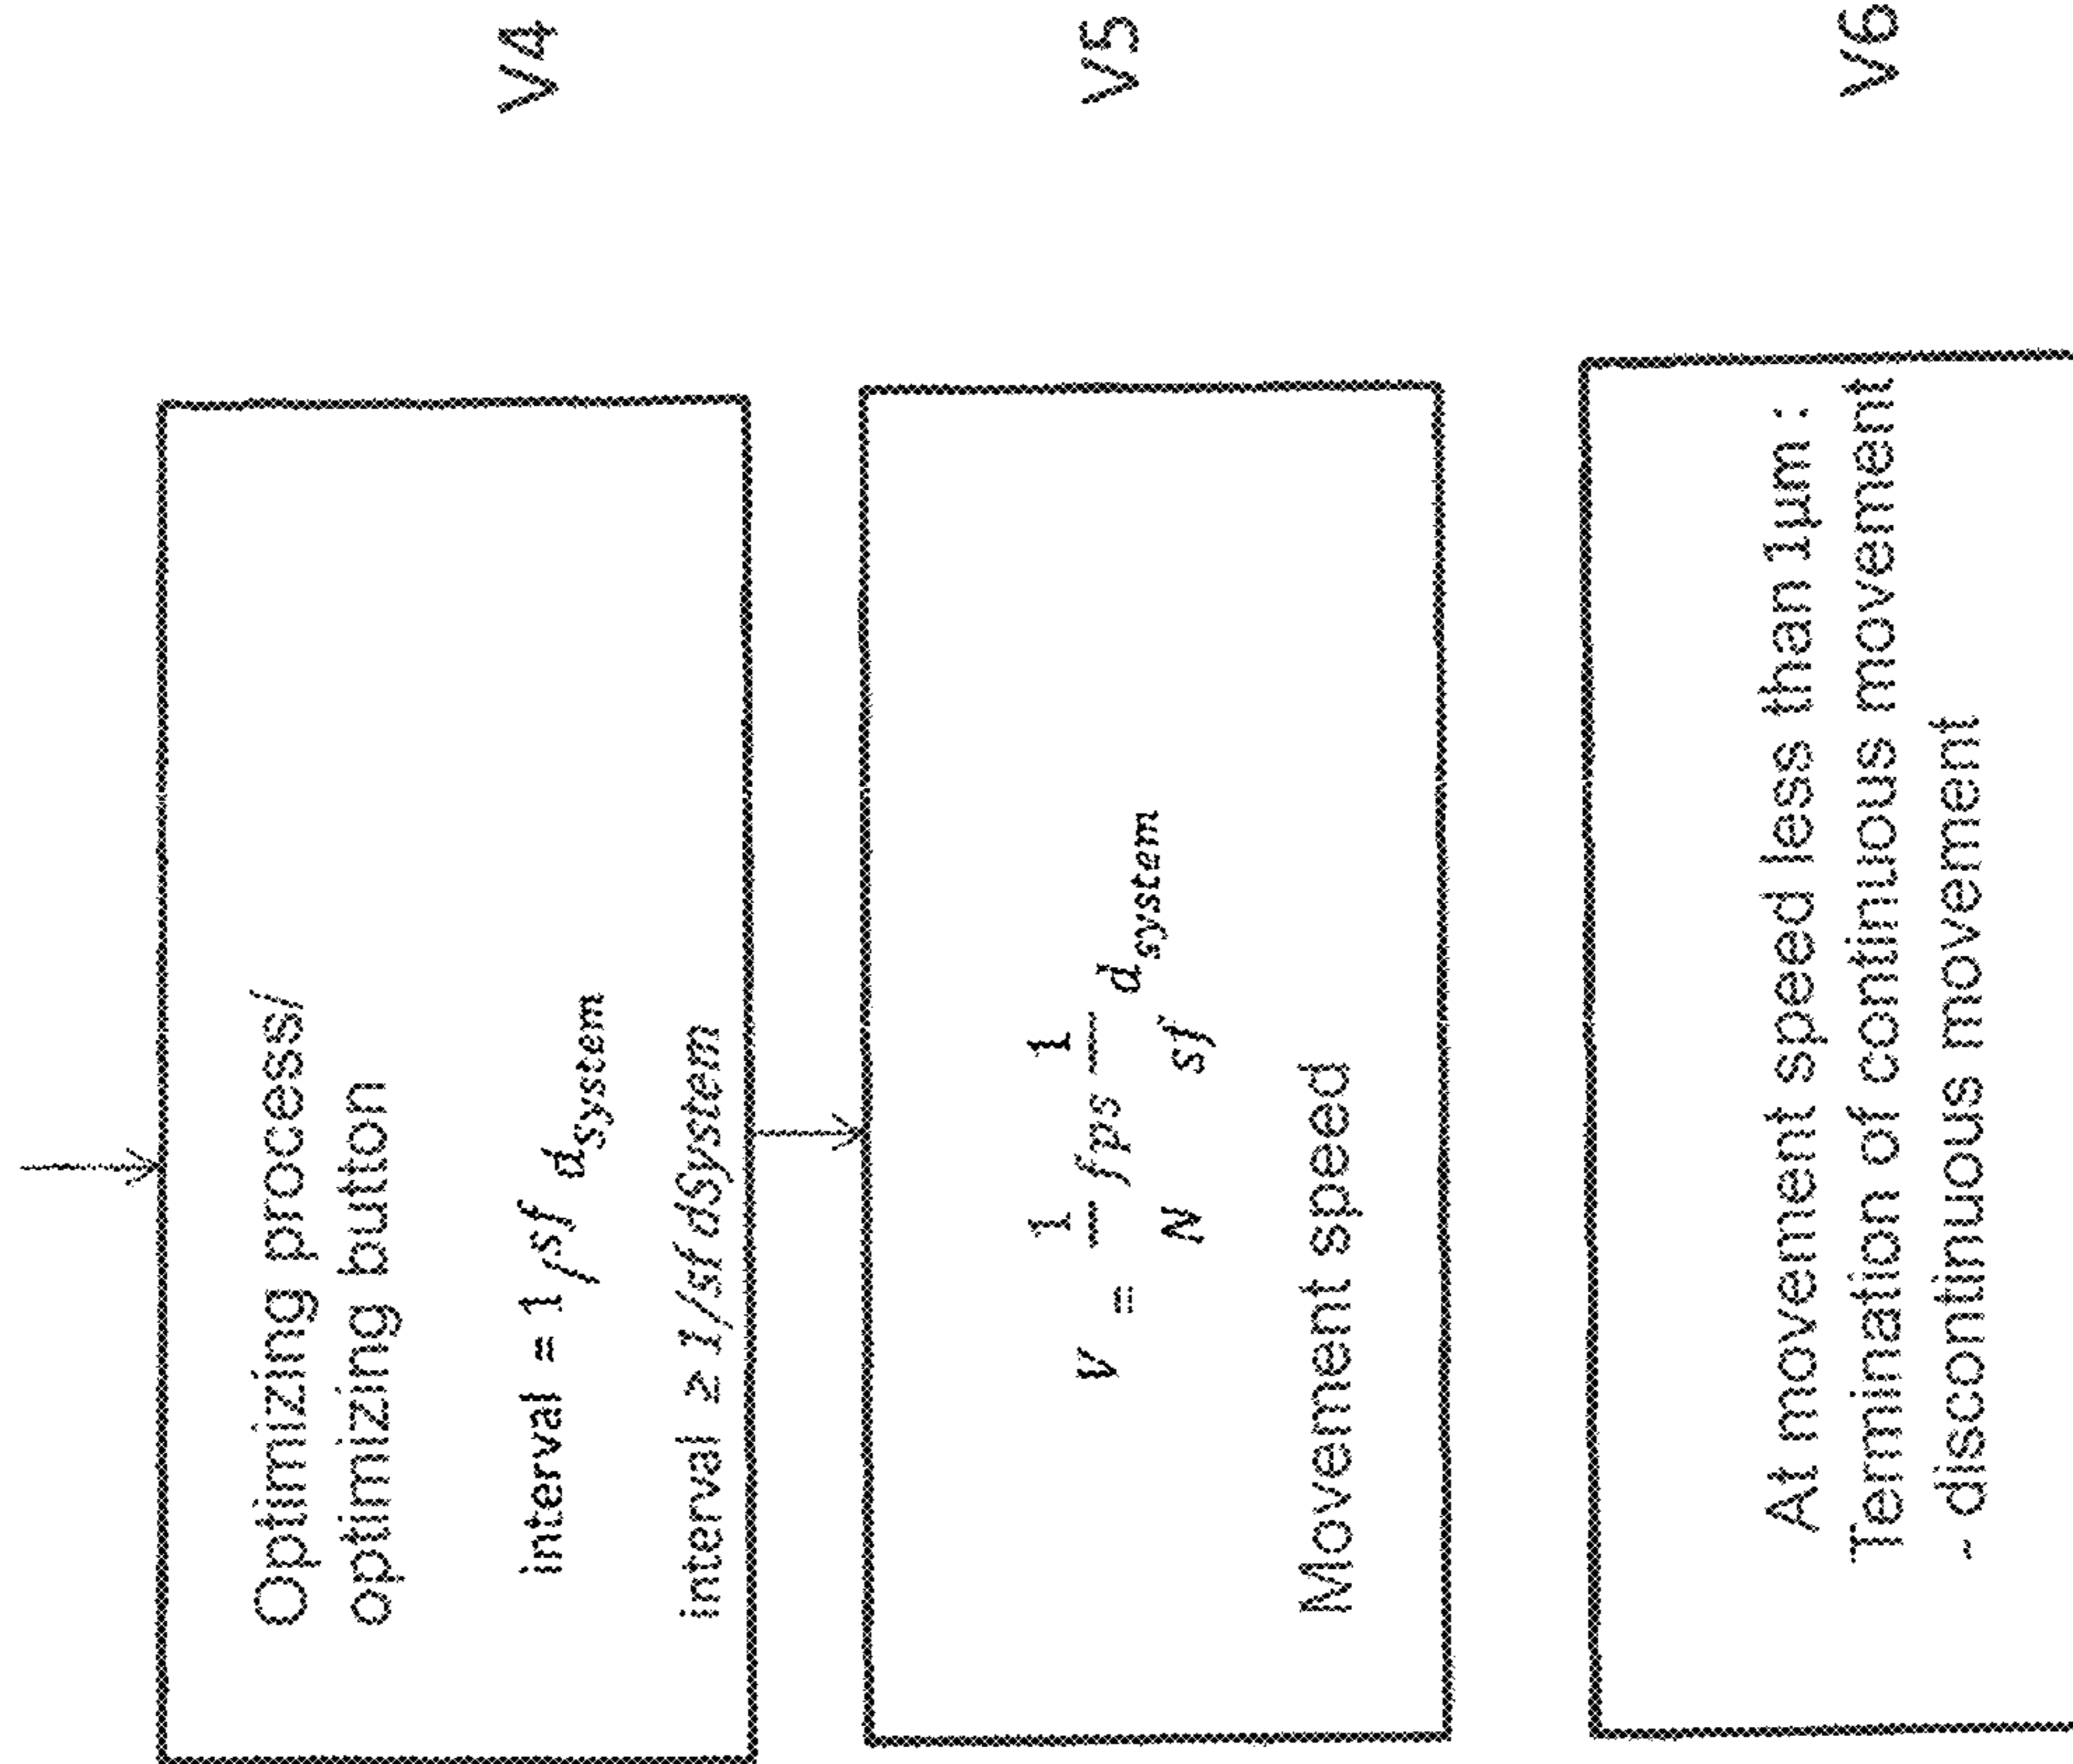 Optimizing process/
optimizing button
interval = 1/sf d_system
interval ≥ 1/sf dSystem
V4
v = 1/N fps 1/sf d_system
Movement speed
V5
At movement speed less than 1µm :
Termination of continuous movement
- discontinuous movement
V6